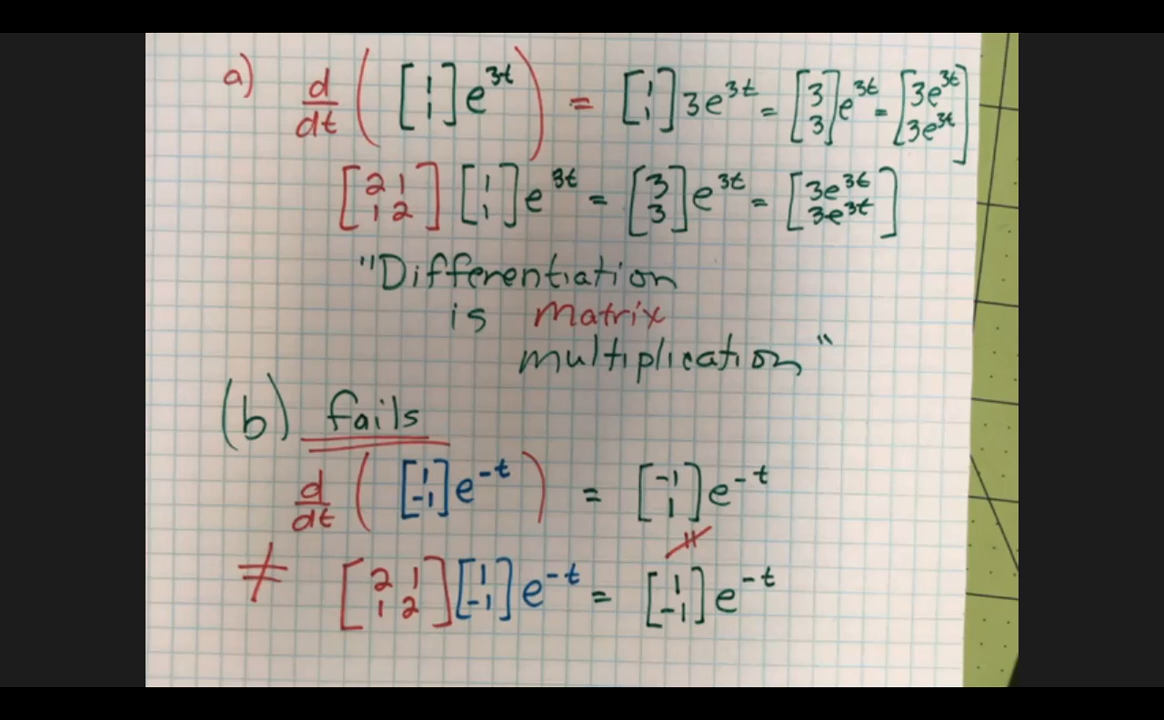 a) d/dt ( [1 1] e^3t ) = [1 1] 3e^3t = [3 3] e^3t = [3e^3t 3e^3t]
[2 1 1 2] [1 1] e^3t = [3 3] e^3t = [3e^3t 3e^3t]
"Differentiation
is matrix
multiplication"
(b) fails
d/dt ( [1 -1] e^-t ) = [-1 1] e^-t
≠ [2 1 1 2] [1 -1] e^-t = [1 -1] e^-t